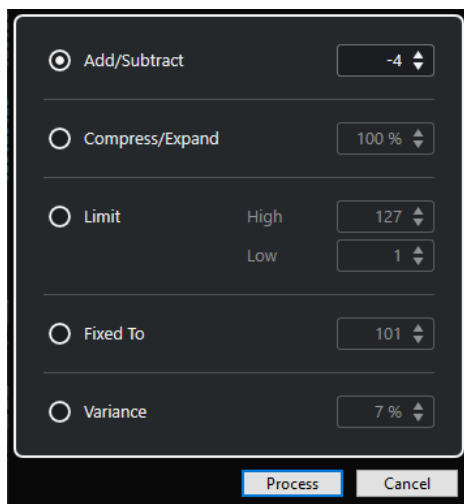 Add/Subtract -4
Compress/Expand 100 %
Limit High 127
Low 1
Fixed To 101
Variance 7 %
Process Cancel